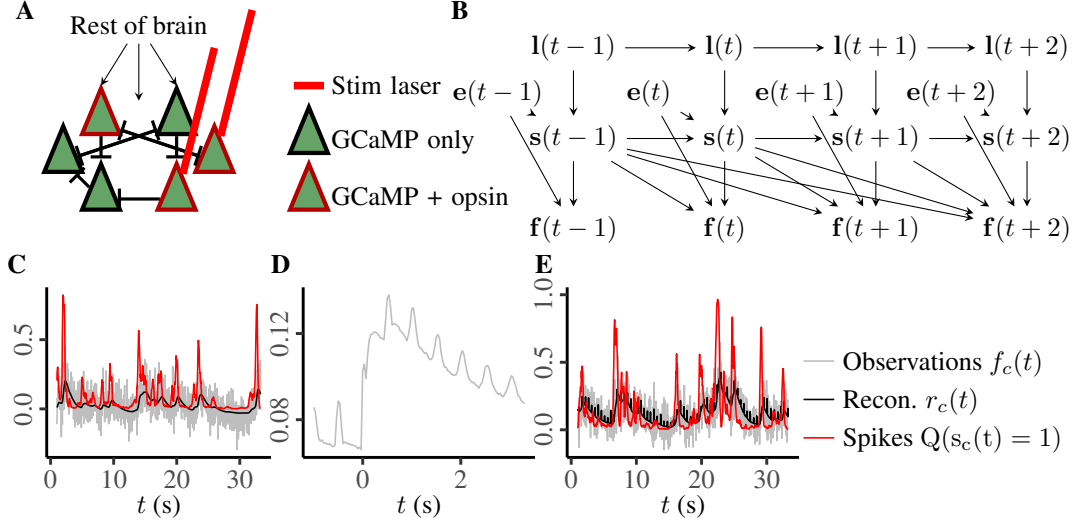 A
Rest of brain
Stim laser
GCaMP only
GCaMP + opsin
B
l(t − 1) l(t) l(t + 1) l(t + 2)
e(t − 1) e(t) e(t + 1) e(t + 2)
s(t − 1) s(t) s(t + 1) s(t + 2)
f(t − 1) f(t) f(t + 1) f(t + 2)
C
0.5
0.0
0 10 20 30
t (s)
D
0.12
0.08
0 2
t (s)
E
1.0
0.5
0.0
0 10 20 30
t (s)
Observations f_c(t)
Recon. r_c(t)
Spikes Q(s_c(t) = 1)